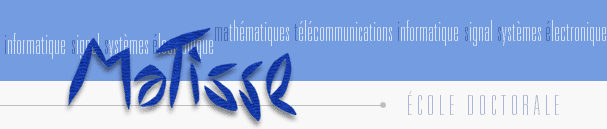 mathématiques télécommunications informatique signal systèmes électronique
informatique signal systèmes électronique
MaTisse
ÉCOLE DOCTORALE